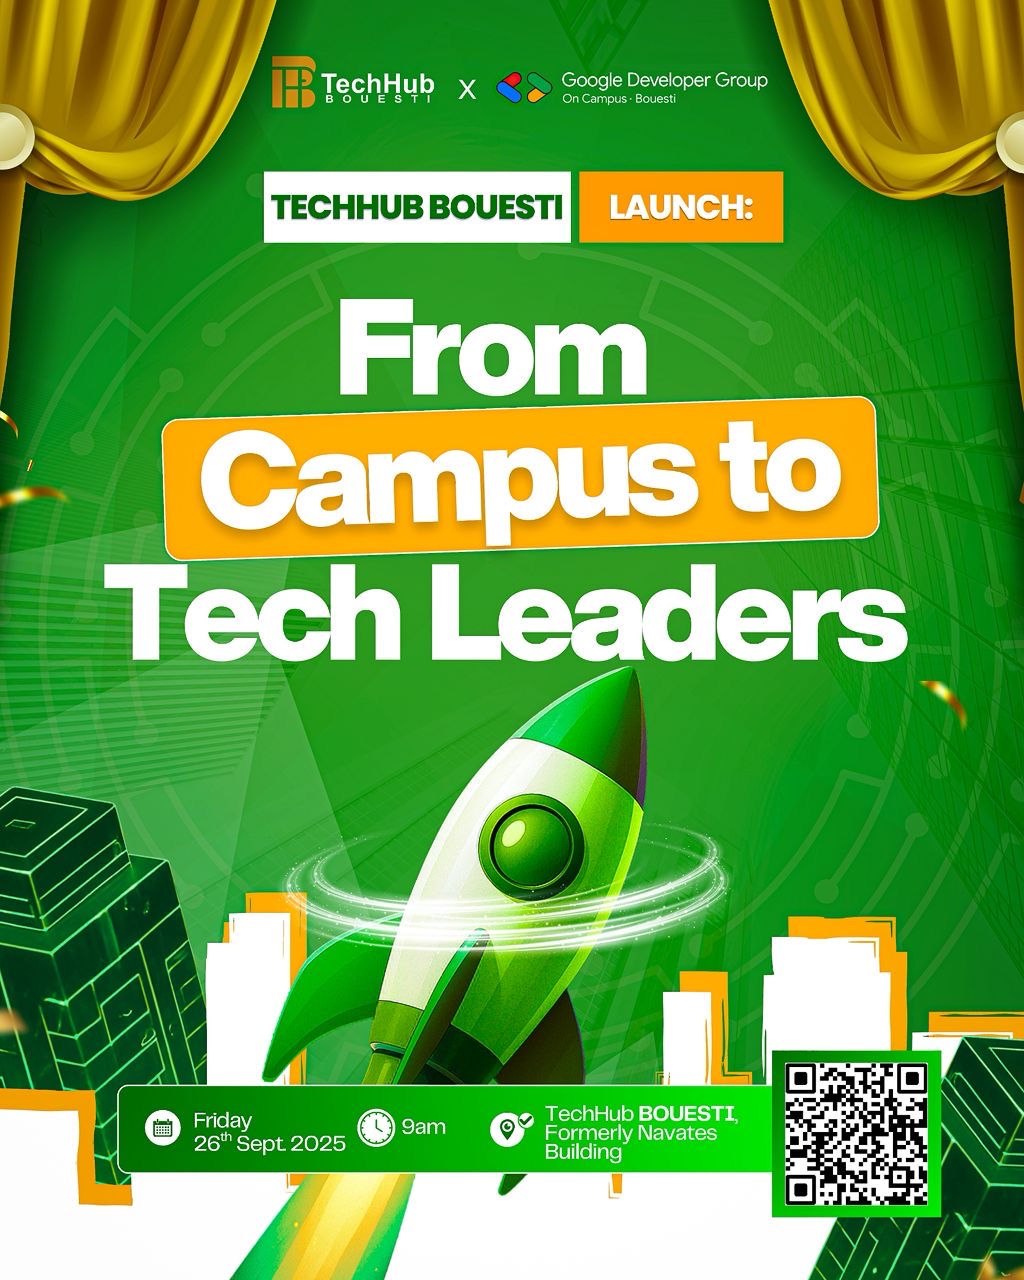 TechHub
BOUESTI
X
Google Developer Group
On Campus · Bouesti
TECHHUB BOUESTI
LAUNCH:
From
Campus to
Tech Leaders
Friday
26th Sept. 2025
9am
TechHub BOUESTI,
Formerly Navates
Building